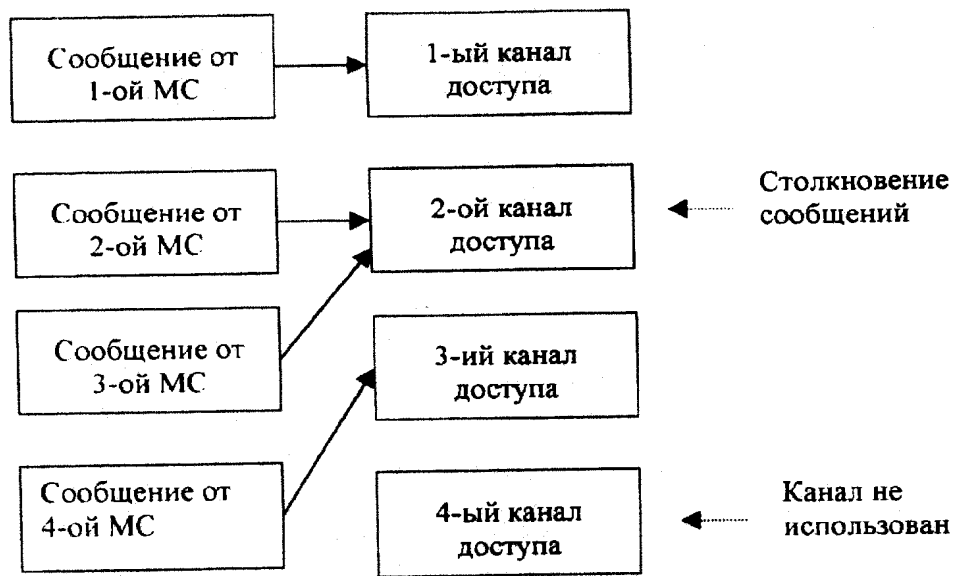 Сообщение от
1-ой МС
1-ый канал
доступа
Сообщение от
2-ой МС
2-ой канал
доступа
Столкновение
сообщений
Сообщение от
3-ой МС
3-ий канал
доступа
Сообщение от
4-ой МС
4-ый канал
доступа
Канал не
использован